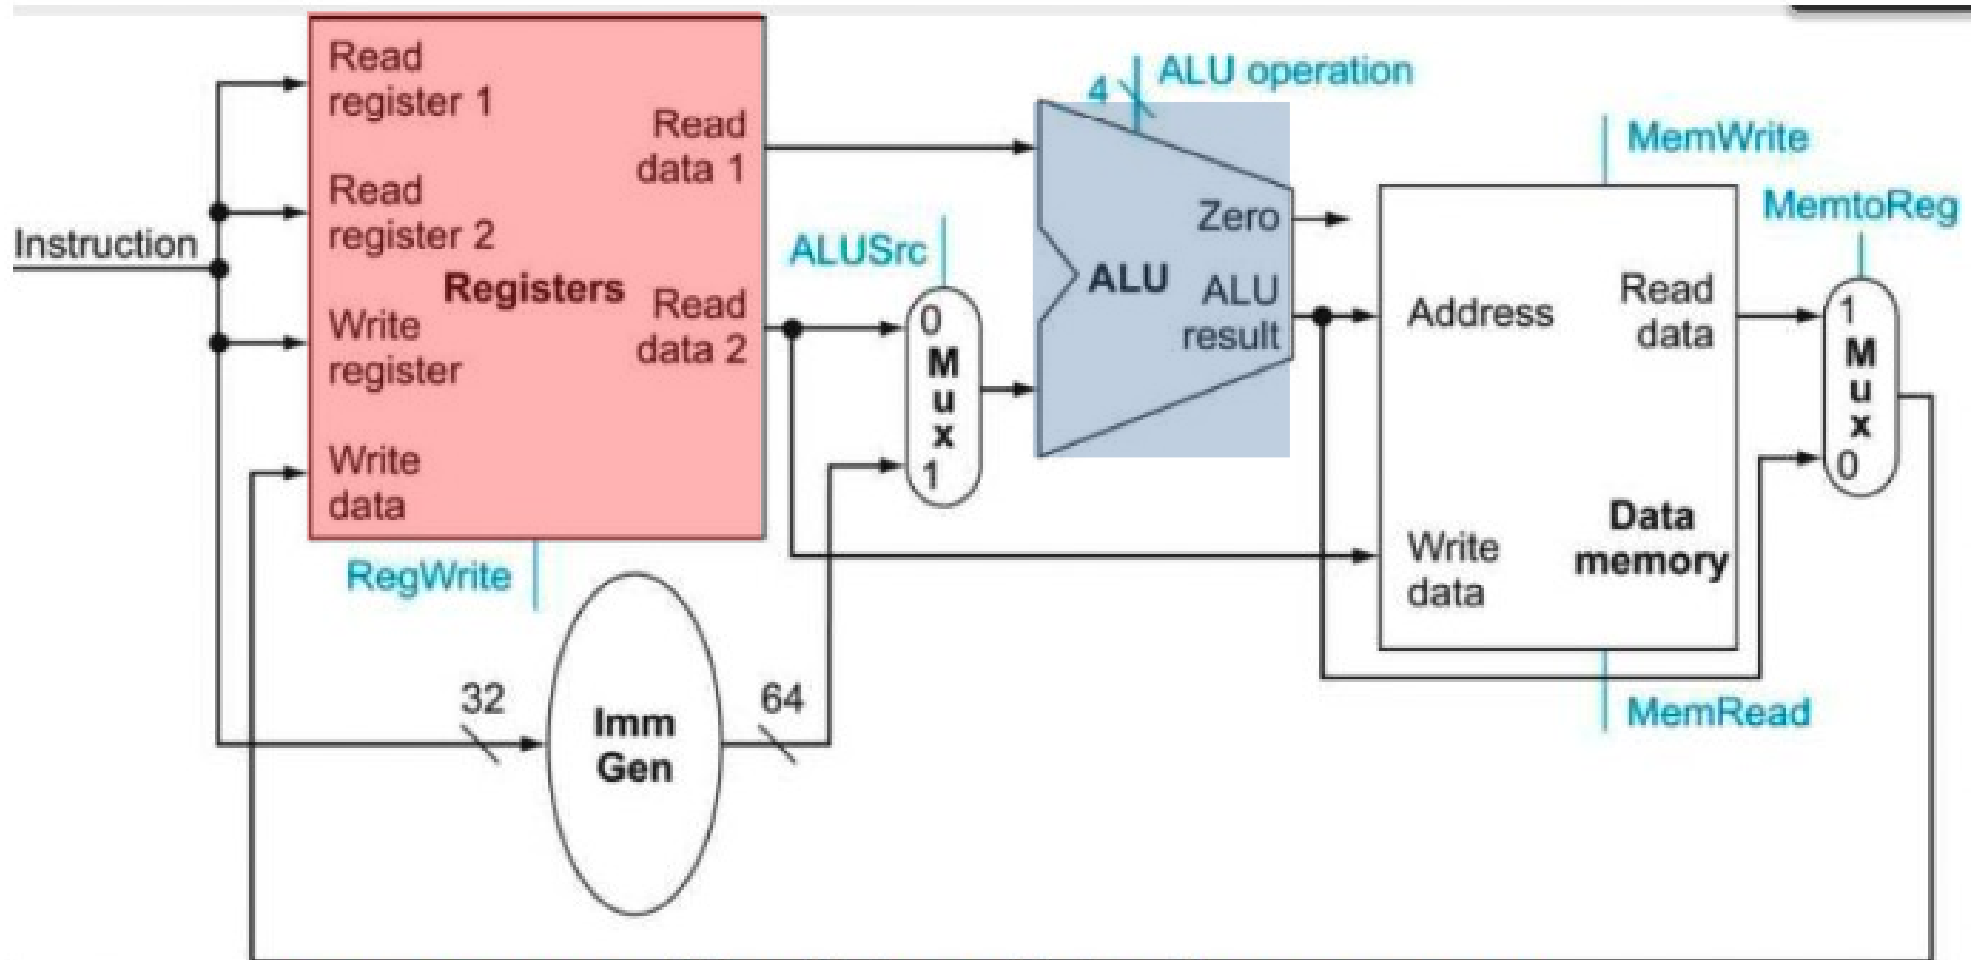 Instruction
Read
register 1
Read
register 2
Write
register
Write
data
Registers
Read
data 1
Read
data 2
RegWrite
32
Imm
Gen
64
ALUSrc
0
M
u
x
1
4
ALU operation
Zero
ALU
ALU
result
MemWrite
Address
Read
data
Write
data
Data
memory
MemRead
MemtoReg
1
M
u
x
0